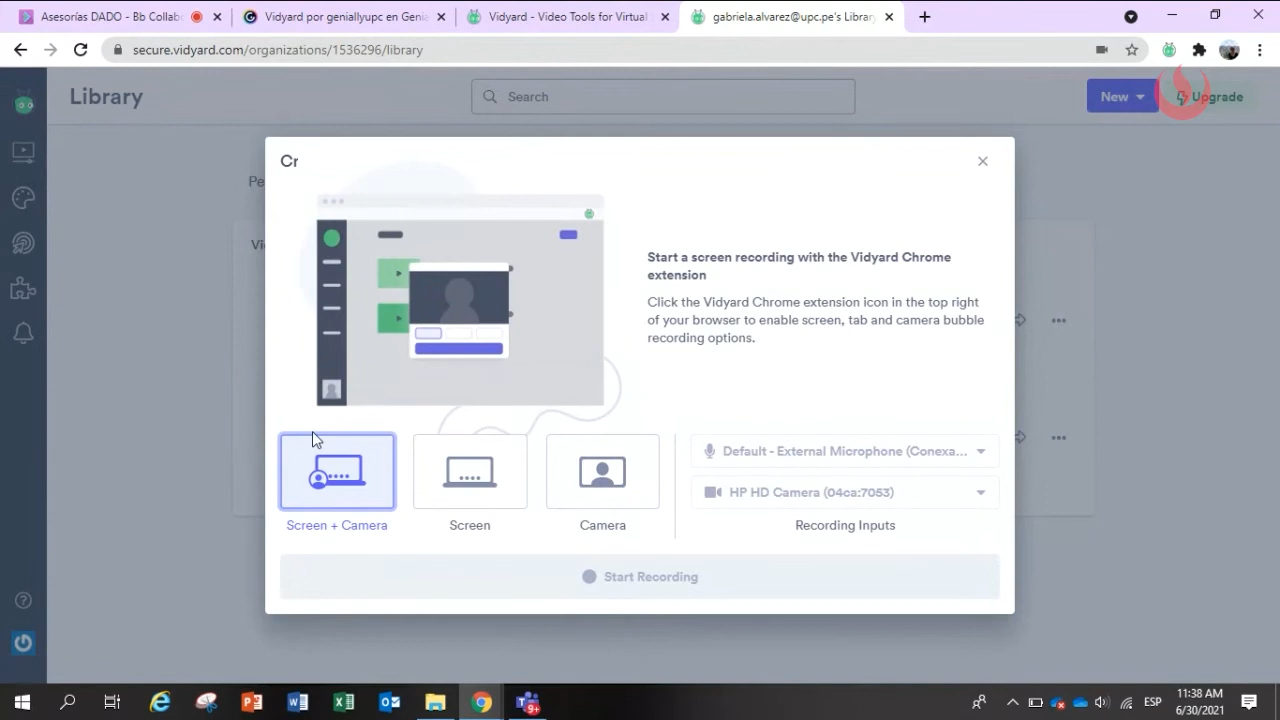 Asesorías DADO - Bb Collabo
Vidyard por geniallyupc en Genia
Vidyard - Video Tools for Virtual
gabriela.alvarez@upc.pe's Library
secure.vidyard.com/organizations/1536296/library
Library
Search
New
Upgrade
Pe
Cr
Vi
Start a screen recording with the Vidyard Chrome
extension
Click the Vidyard Chrome extension icon in the top right
of your browser to enable screen, tab and camera bubble
recording options.
Default - External Microphone (Conexa...
HP HD Camera (04ca:7053)
Screen + Camera
Screen
Camera
Recording Inputs
Start Recording
9+
ESP
11:38 AM
6/30/2021